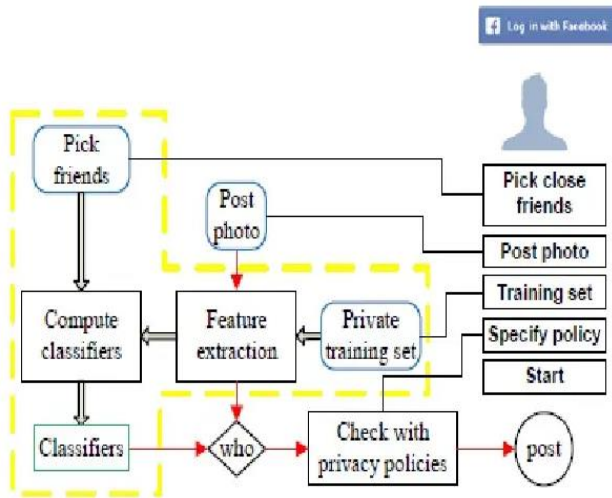 Log in with Facebook
Pick
friends
Post
photo
Pick close
friends
Post photo
Training set
Specify policy
Start
Compute
classifiers
Feature
extraction
Private
training set
Classifiers
who
Check with
privacy policies
post